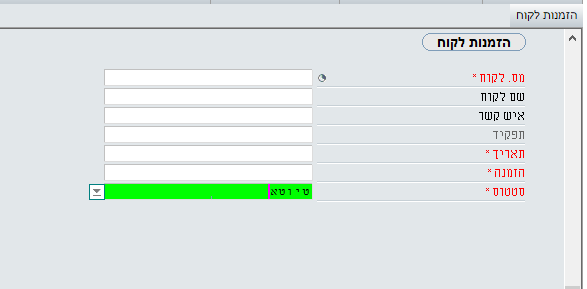 הזמנות לקוח
הזמנות לקוח
מס. לקוח *
שם לקוח
איש קשר
תפקיד
תאריך *
הזמנה *
סטטוס * טיוטא